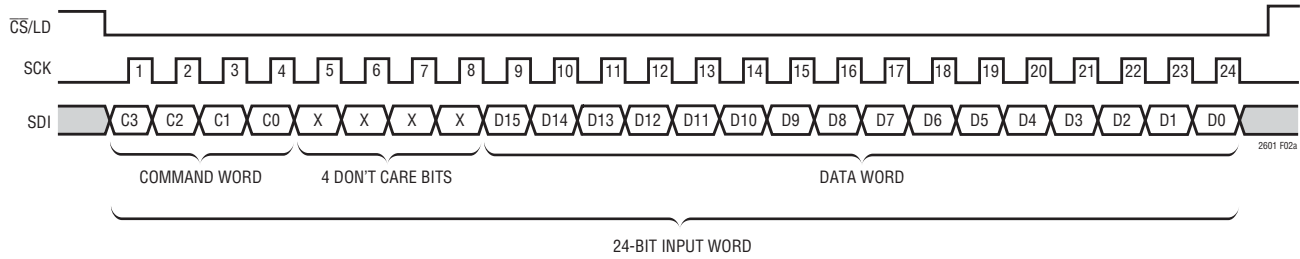 CS/LD
SCK 1 2 3 4 5 6 7 8 9 10 11 12 13 14 15 16 17 18 19 20 21 22 23 24
SDI C3 C2 C1 C0 X X X X D15 D14 D13 D12 D11 D10 D9 D8 D7 D6 D5 D4 D3 D2 D1 D0
2601 F02a
COMMAND WORD 4 DON'T CARE BITS DATA WORD
24-BIT INPUT WORD